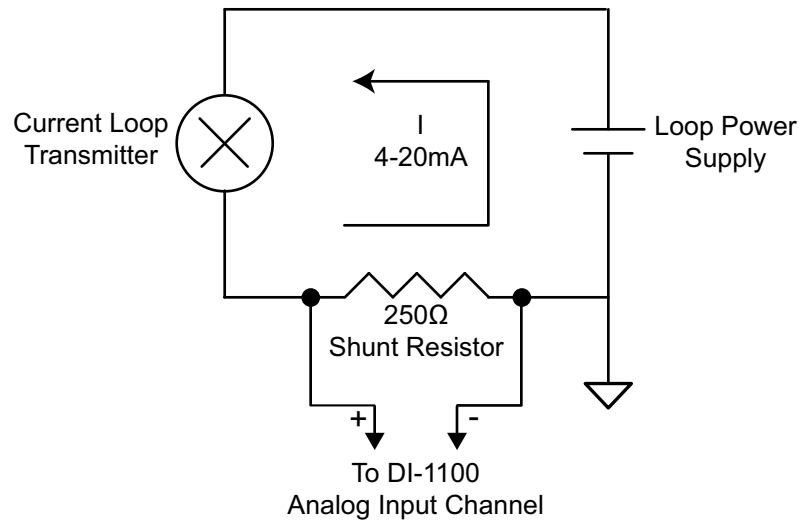 Current Loop
Transmitter
I
4-20mA
Loop Power
Supply
250Ω
Shunt Resistor
+ -
To DI-1100
Analog Input Channel